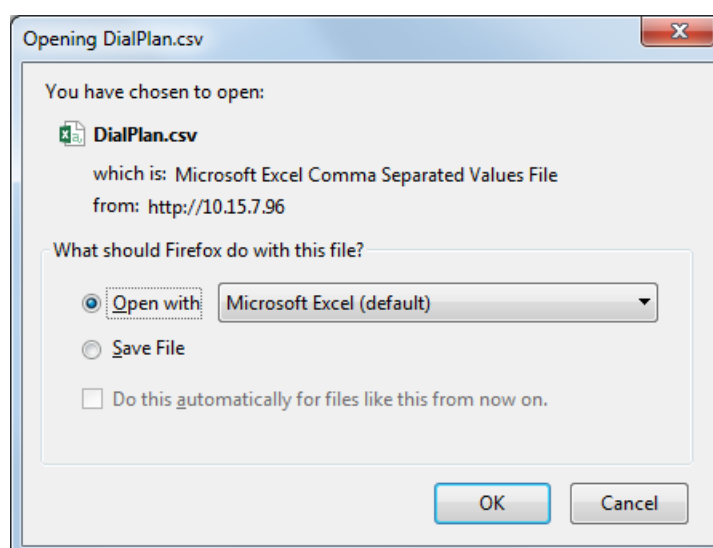 Opening DialPlan.csv
You have chosen to open:
DialPlan.csv
which is: Microsoft Excel Comma Separated Values File
from: http://10.15.7.96
What should Firefox do with this file?
Open with Microsoft Excel (default)
Save File
Do this automatically for files like this from now on.
OK Cancel